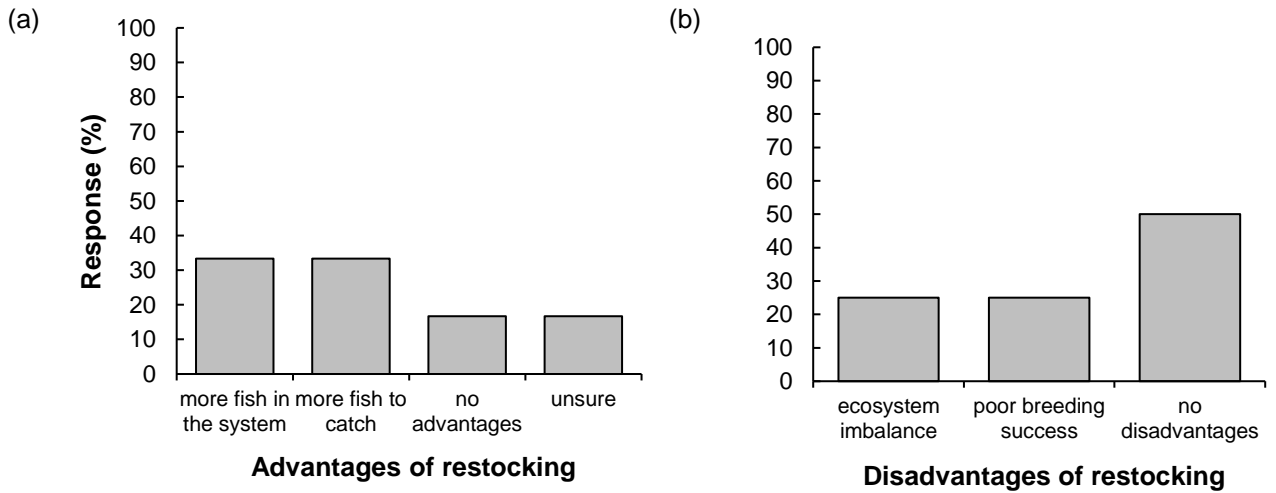 (a)
Response (%)
100
90
80
70
60
50
40
30
20
10
0
more fish in
the system
more fish to
catch
no
advantages
unsure
Advantages of restocking
(b)
100
90
80
70
60
50
40
30
20
10
0
ecosystem
imbalance
poor breeding
success
no
disadvantages
Disadvantages of restocking